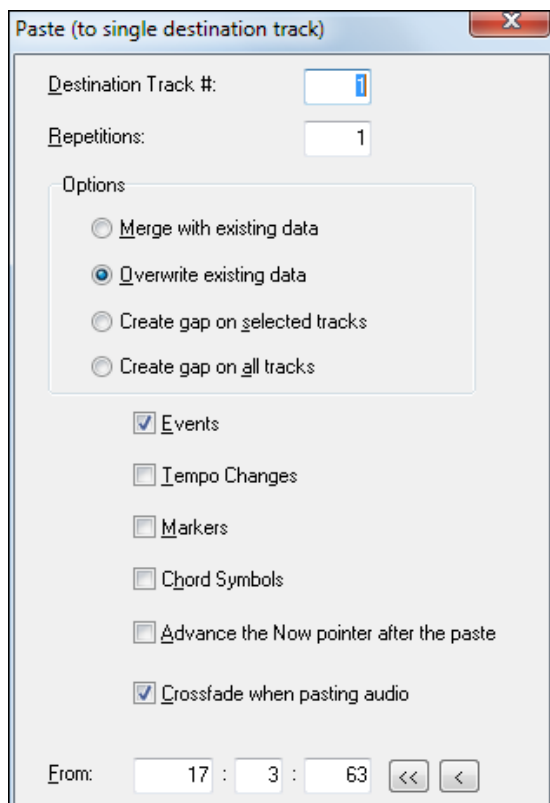 Paste (to single destination track)
Destination Track #: 1
Repetitions: 1
Options
Merge with existing data
Overwrite existing data
Create gap on selected tracks
Create gap on all tracks
Events
Tempo Changes
Markers
Chord Symbols
Advance the Now pointer after the paste
Crossfade when pasting audio
From: 17 : 3 : 63 << <